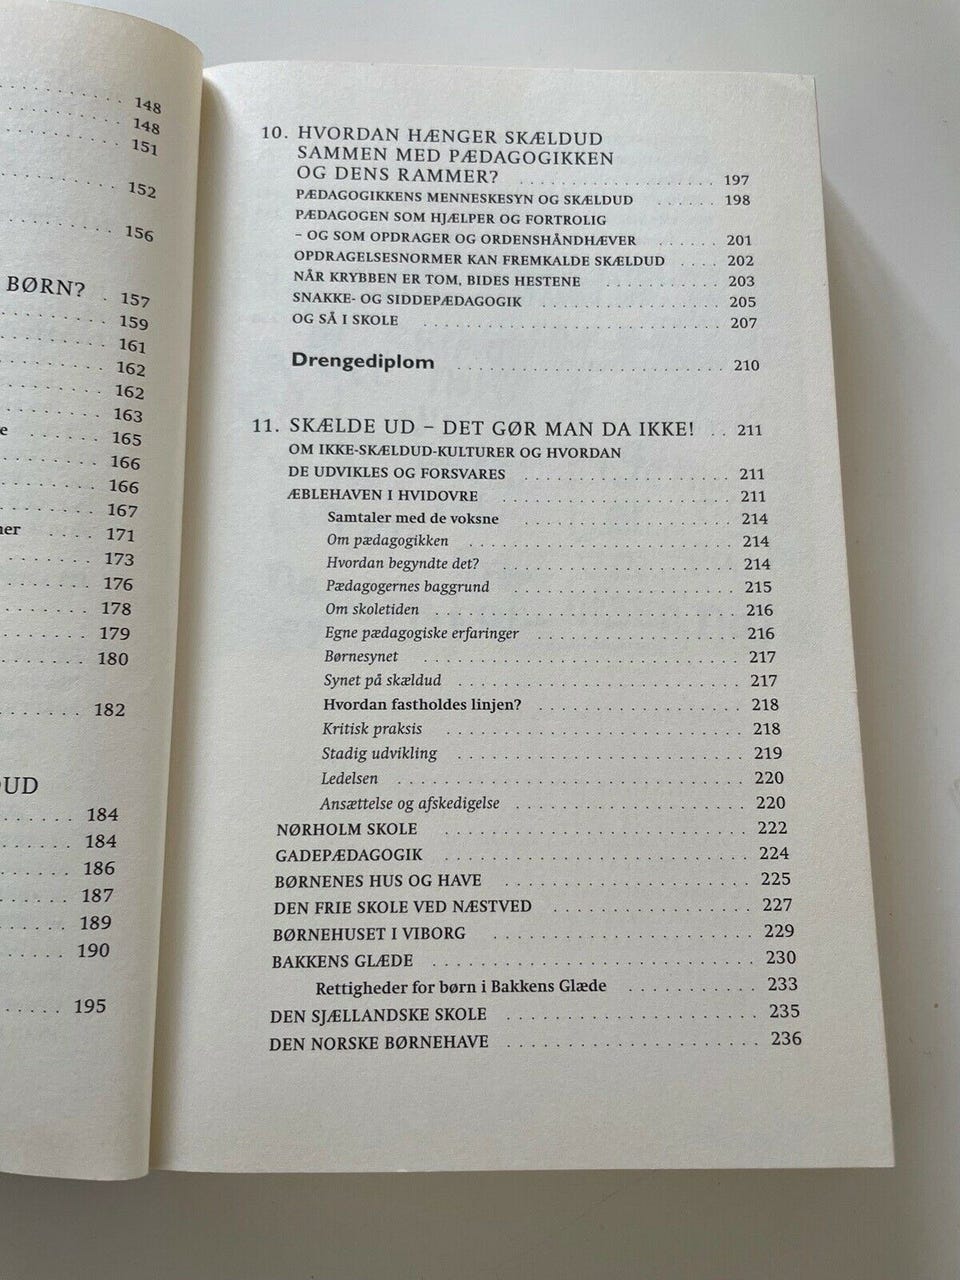 148
148
151
152
156
BØRN? 157
159
161
162
162
163
165
166
166
167
171
173
176
178
179
180
182
184
184
186
187
189
190
195
10. HVORDAN HÆNGER SKÆLDUD
SAMMEN MED PÆDAGOGIKKEN
OG DENS RAMMER? 197
PÆDAGOGIKKENS MENNESKESYN OG SKÆLDUD 198
PÆDAGOGEN SOM HJÆLPER OG FORTROLIG
– OG SOM OPDRAGER OG ORDENSHÅNDHÆVER 201
OPDRAGELSESNORMER KAN FREMKALDE SKÆLDUD 202
NÅR KRYBBEN ER TOM, BIDES HESTENE 203
SNAKKE- OG SIDDEPÆDAGOGIK 205
OG SÅ I SKOLE 207
Drengediplom 210
11. SKÆLDE UD – DET GØR MAN DA IKKE! 211
OM IKKE-SKÆLDUD-KULTURER OG HVORDAN
DE UDVIKLES OG FORSVARES 211
ÆBLEHAVEN I HVIDOVRE 211
Samtaler med de voksne 214
Om pædagogikken 214
Hvordan begyndte det? 214
Pædagogernes baggrund 215
Om skoletiden 216
Egne pædagogiske erfaringer 216
Børnesynet 217
Synet på skældud 217
Hvordan fastholdes linjen? 218
Kritisk praksis 218
Stadig udvikling 219
Ledelsen 220
Ansættelse og afskedigelse 220
NØRHOLM SKOLE 222
GADEPÆDAGOGIK 224
BØRNENES HUS OG HAVE 225
DEN FRIE SKOLE VED NÆSTVED 227
BØRNEHUSET I VIBORG 229
BAKKENS GLÆDE 230
Rettigheder for børn i Bakkens Glæde 233
DEN SJÆLLANDSKE SKOLE 235
DEN NORSKE BØRNEHAVE 236